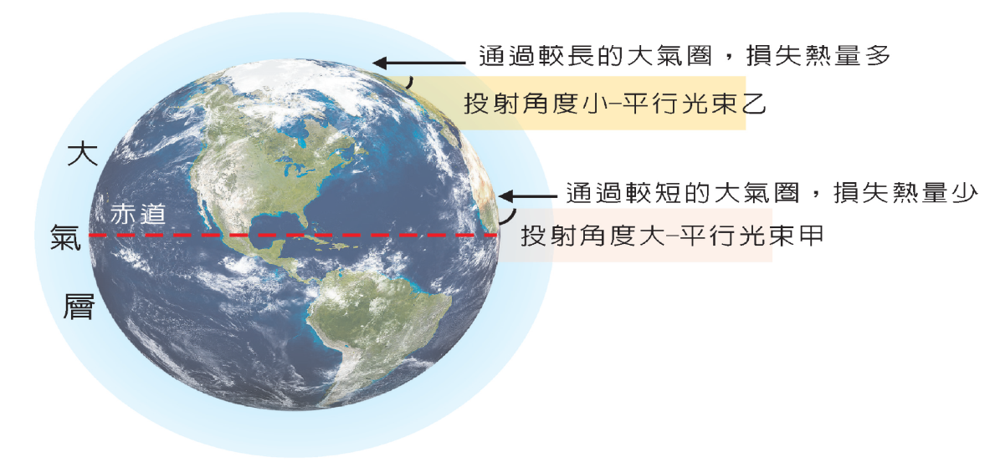 通過較長的大氣圈，損失熱量多
投射角度小–平行光束乙
通過較短的大氣圈，損失熱量少
投射角度大–平行光束甲
赤道
大
氣
層